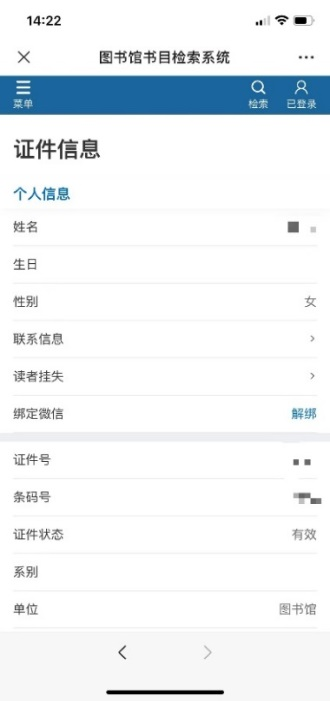 14:22
图书馆书目检索系统
菜单 检索 已登录
证件信息
个人信息
姓名
生日
性别 女
联系信息
读者挂失
绑定微信 解绑
证件号
条码号
证件状态 有效
系别
单位 图书馆